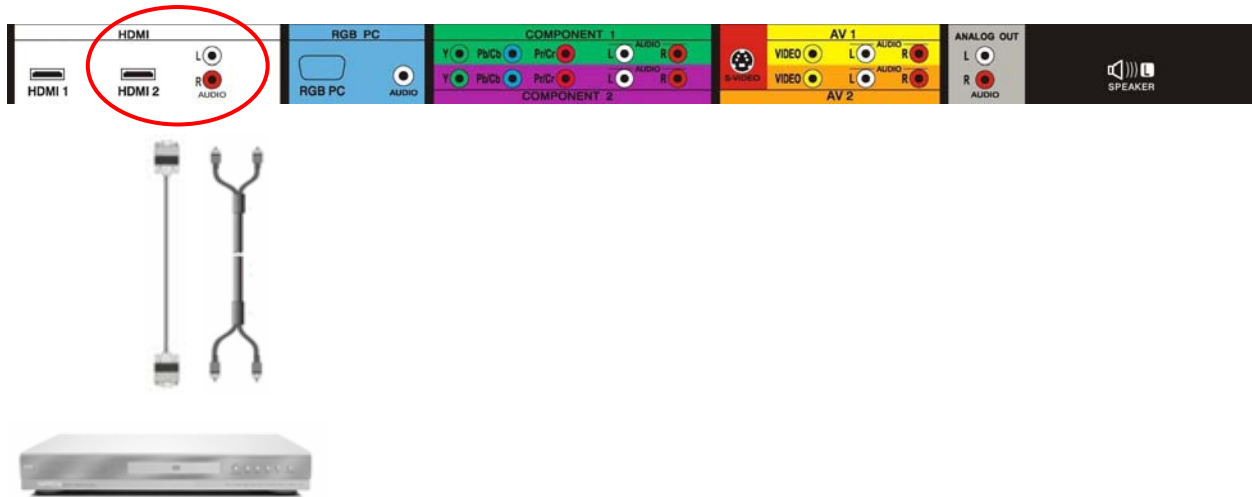 HDMI
HDMI 1
HDMI 2
L
R
AUDIO
RGB PC
RGB PC
AUDIO
COMPONENT 1
Y Pb/Cb Pr/Cr L AUDIO R
Y Pb/Cb Pr/Cr L AUDIO R
COMPONENT 2
S-VIDEO
AV 1
VIDEO L AUDIO R
VIDEO L AUDIO R
AV 2
ANALOG OUT
L
R
AUDIO
L
SPEAKER